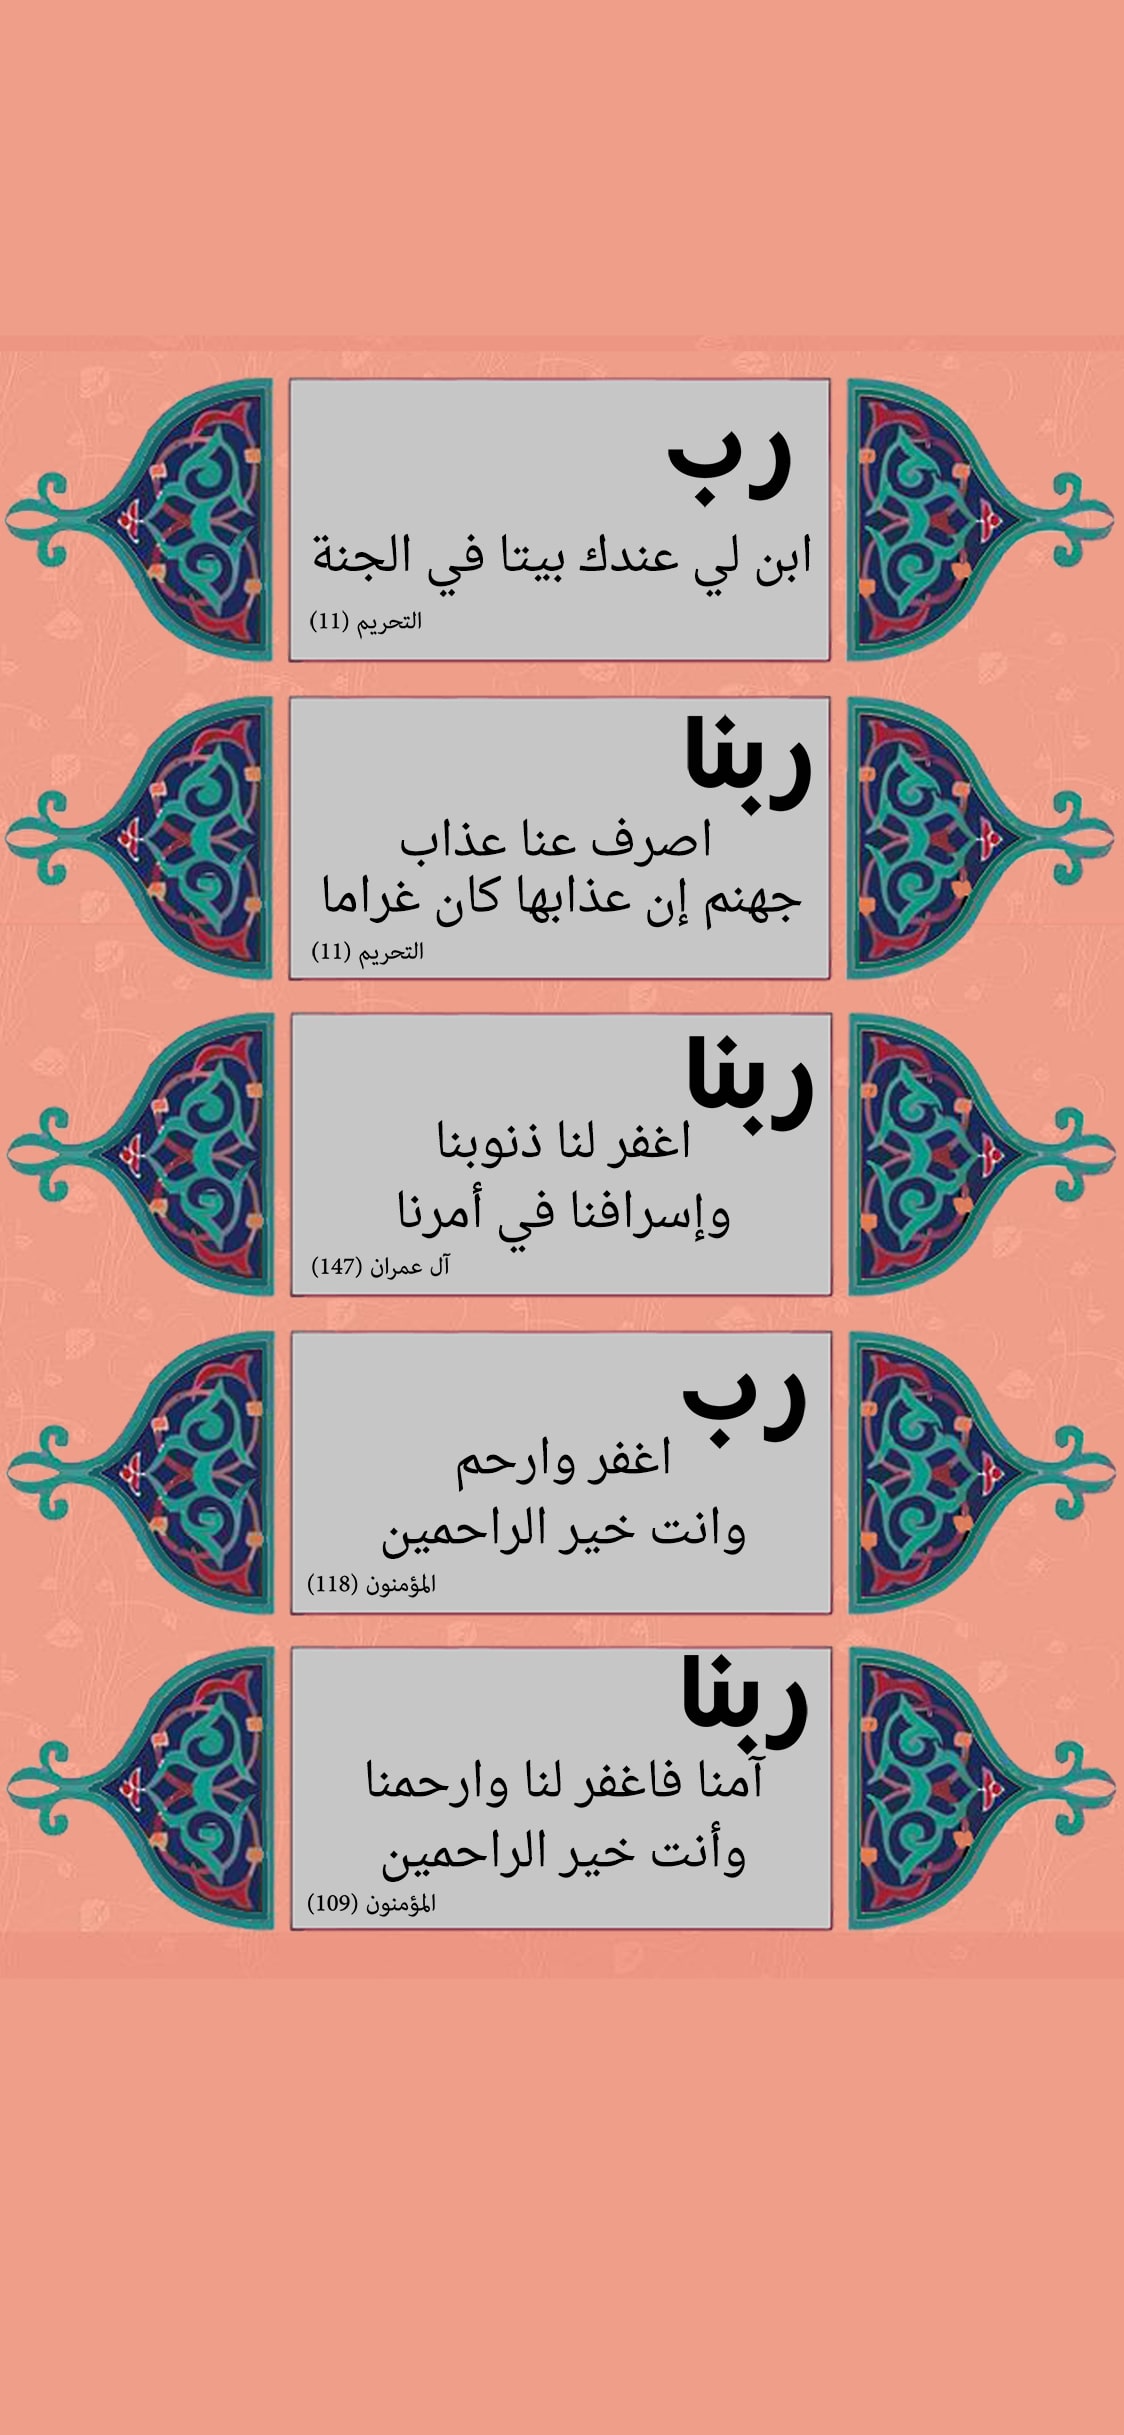 رب
ابن لي عندك بيتا في الجنة
التحريم (11)
ربنا
اصرف عنا عذاب
جهنم إن عذابها كان غراما
التحريم (11)
ربنا
اغفر لنا ذنوبنا
وإسرافنا في أمرنا
آل عمران (147)
رب
اغفر وارحم
وانت خير الراحمين
المؤمنون (118)
ربنا
آمنا فاغفر لنا وارحمنا
وأنت خير الراحمين
المؤمنون (109)